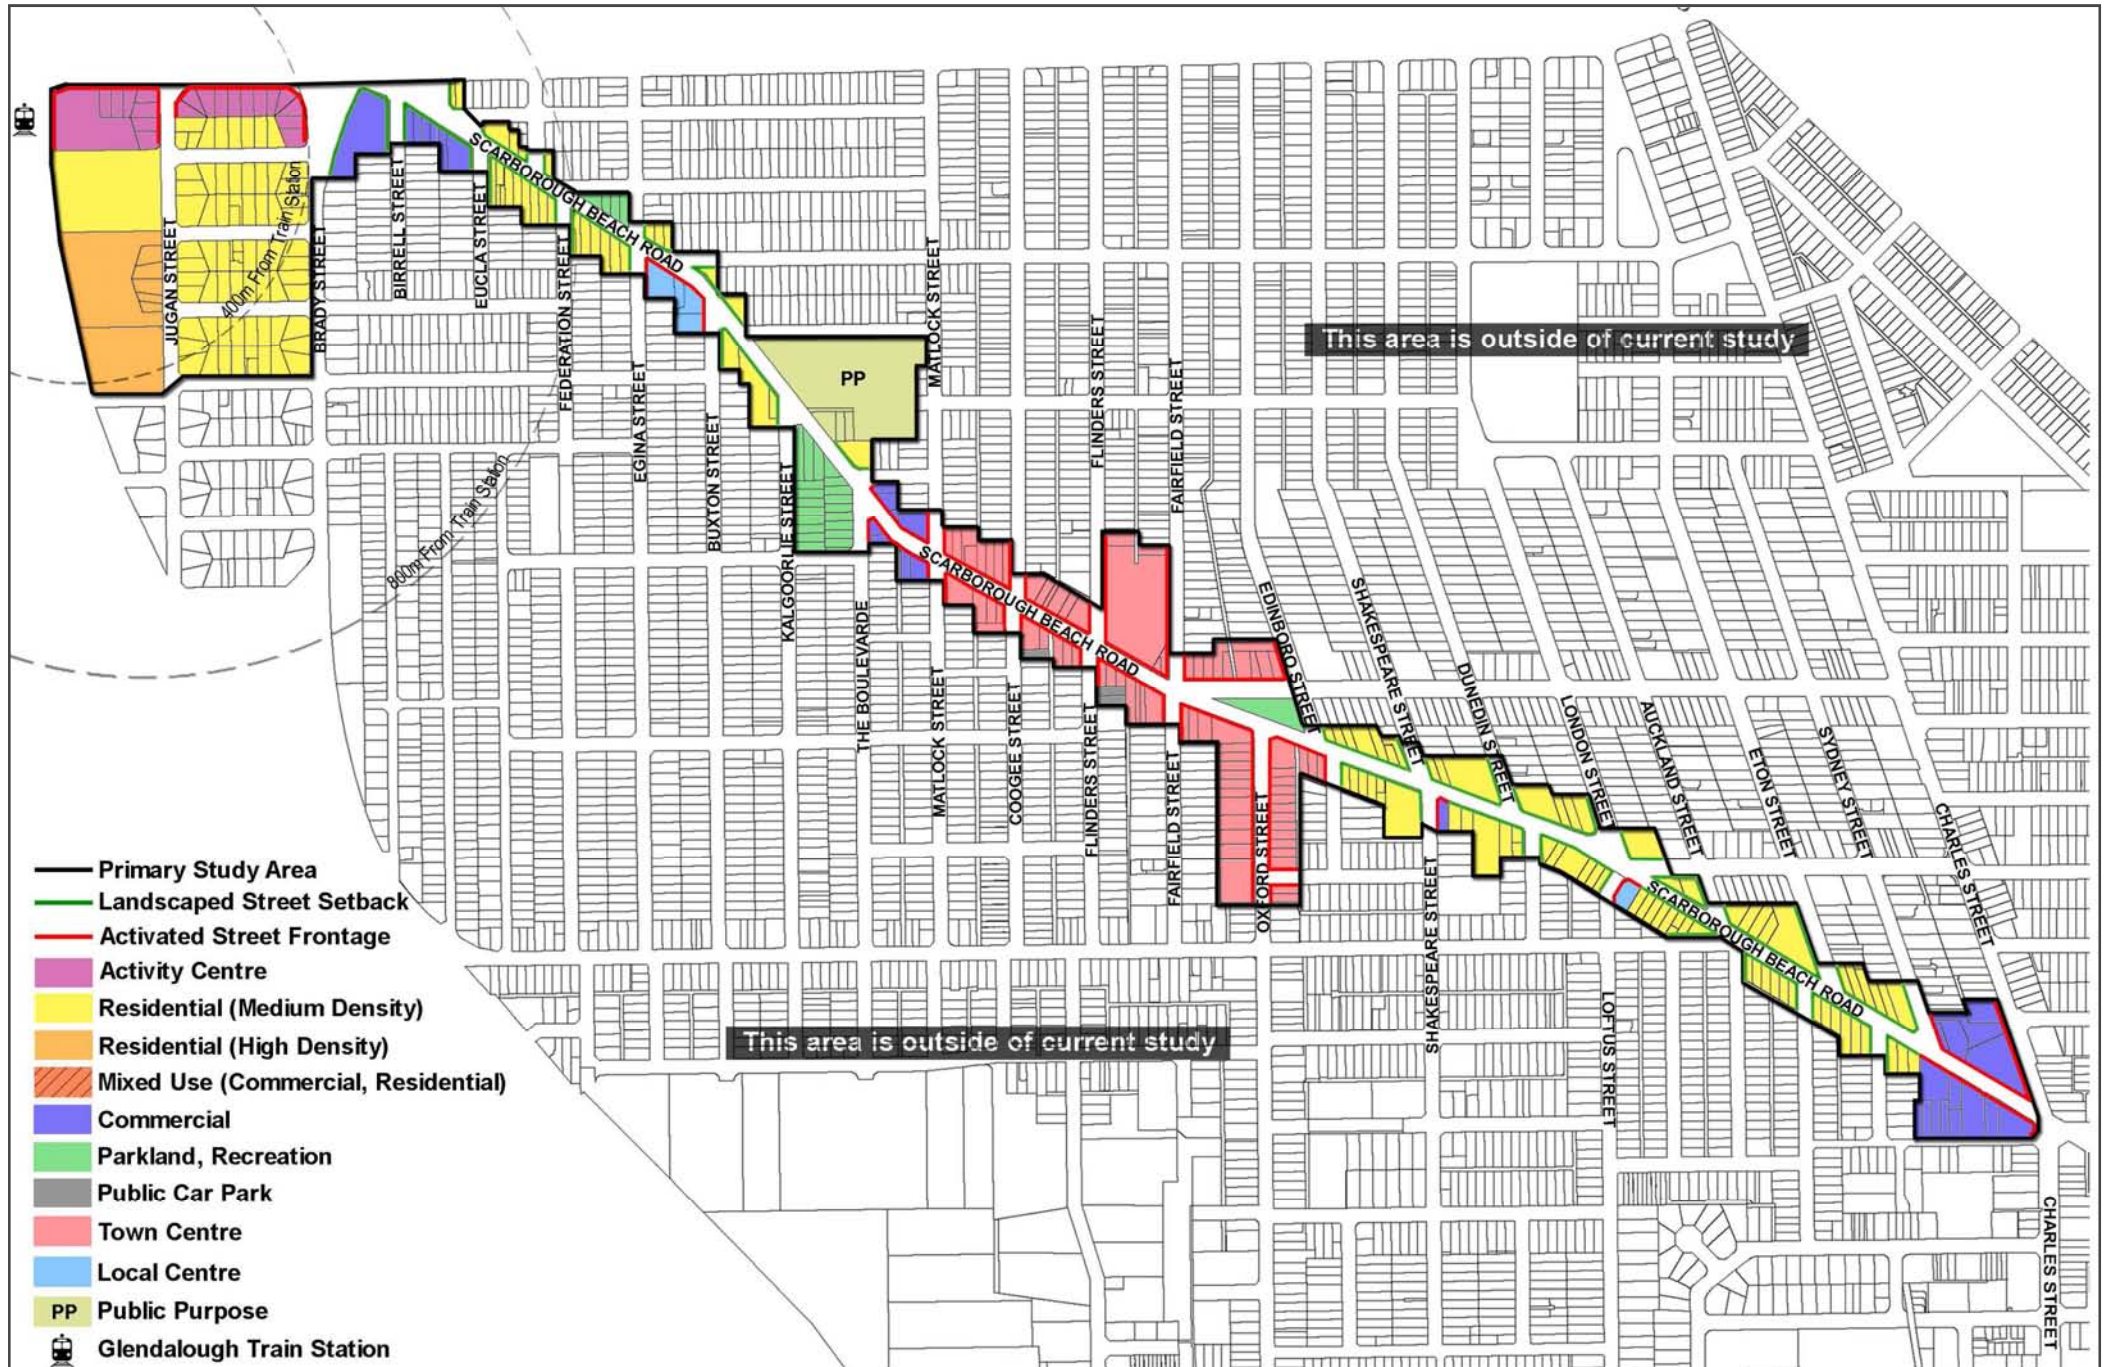 SCARBOROUGH BEACH ROAD
JUGAN STREET
400m From Train Station
BRADY STREET
BIRRELL STREET
EUCLA STREET
FEDERATION STREET
EGINA STREET
BUXTON STREET
KALGOORLIE STREET
800m From Train Station
PP
MATLOCK STREET
FLINDERS STREET
FAIRFIELD STREET
This area is outside of current study
SCARBOROUGH BEACH ROAD
THE BOULEVARDE
MATLOCK STREET
COOGEE STREET
FLINDERS STREET
FAIRFIELD STREET
OXFORD STREET
EDINBORO STREET
SHAKESPEARE STREET
DUNEDIN STREET
LONDON STREET
AUCKLAND STREET
ETON STREET
SYDNEY STREET
CHARLES STREET
SHAKESPEARE STREET
SCARBOROUGH BEACH ROAD
LOFTUS STREET
This area is outside of current study
CHARLES STREET
Primary Study Area
Landscaped Street Setback
Activated Street Frontage
Activity Centre
Residential (Medium Density)
Residential (High Density)
Mixed Use (Commercial, Residential)
Commercial
Parkland, Recreation
Public Car Park
Town Centre
Local Centre
PP Public Purpose
Glendalough Train Station